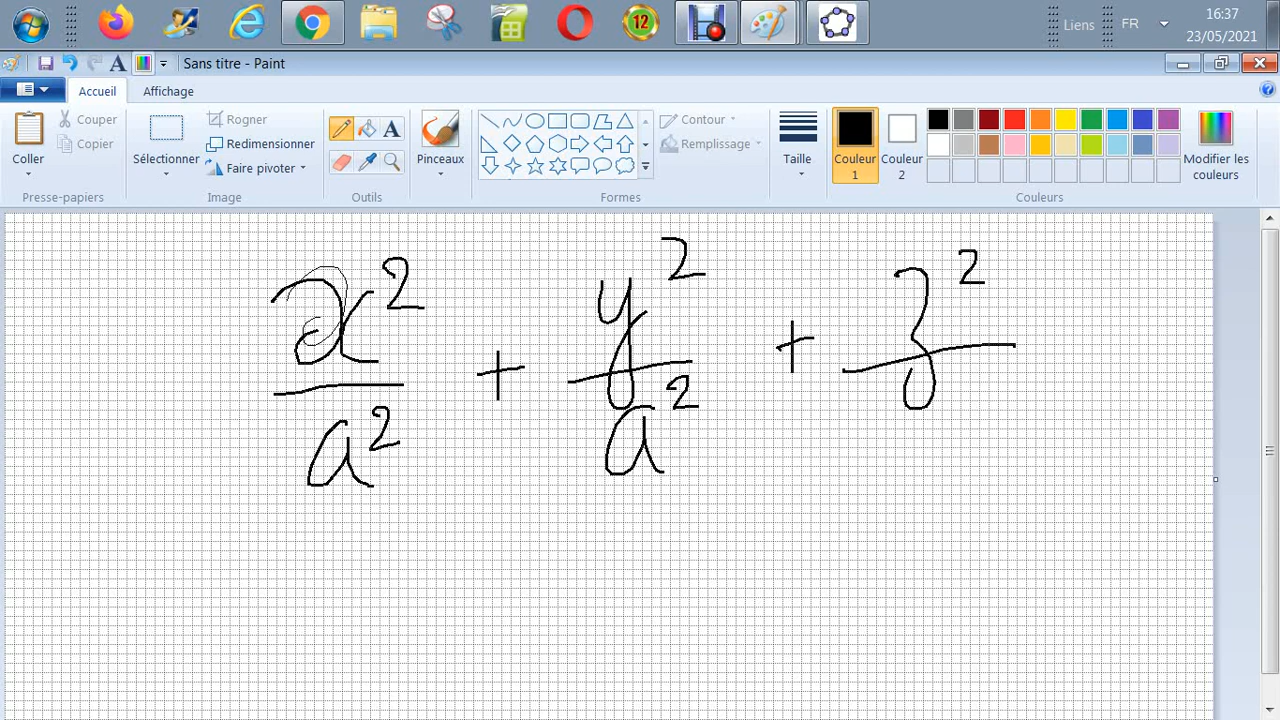 12
Liens
FR
16:37
23/05/2021
Sans titre - Paint
Accueil
Affichage
Coller
Couper
Copier
Presse-papiers
Sélectionner
Rogner
Redimensionner
Faire pivoter
Image
Outils
Pinceaux
Contour
Remplissage
Formes
Taille
Couleur 1
Couleur 2
Modifier les couleurs
Couleurs
x² y² z²
+ +
a² a²